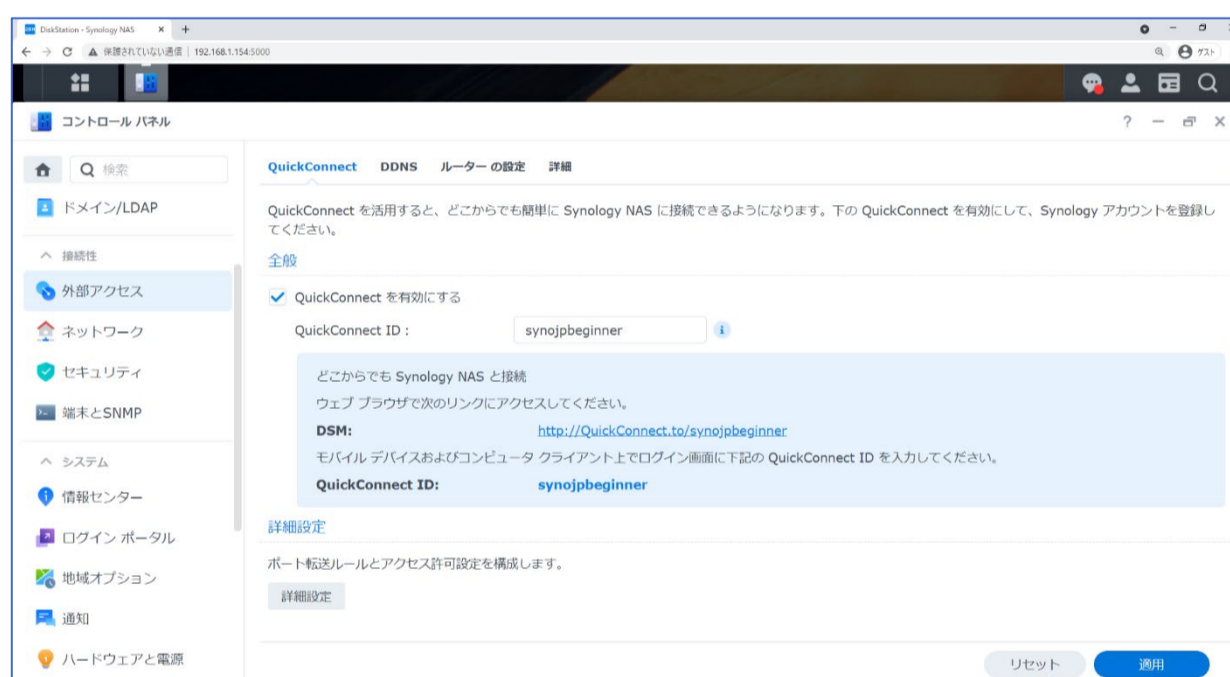 DiskStation - Synology NAS
保護されていない通信 | 192.168.1.154:5000
ゲスト
コントロール パネル
検索
ドメイン/LDAP
接続性
外部アクセス
ネットワーク
セキュリティ
端末とSNMP
システム
情報センター
ログイン ポータル
地域オプション
通知
ハードウェアと電源
QuickConnect DDNS ルーター の設定 詳細
QuickConnect を活用すると、どこからでも簡単に Synology NAS に接続できるようになります。下の QuickConnect を有効にして、Synology アカウントを登録し
てください。
全般
QuickConnect を有効にする
QuickConnect ID : synojpbeginner
どこからでも Synology NAS と接続
ウェブ ブラウザで次のリンクにアクセスしてください。
DSM: http://QuickConnect.to/synojpbeginner
モバイル デバイスおよびコンピュータ クライアント上でログイン画面に下記の QuickConnect ID を入力してください。
QuickConnect ID: synojpbeginner
詳細設定
ポート転送ルールとアクセス許可設定を構成します。
詳細設定
リセット 適用